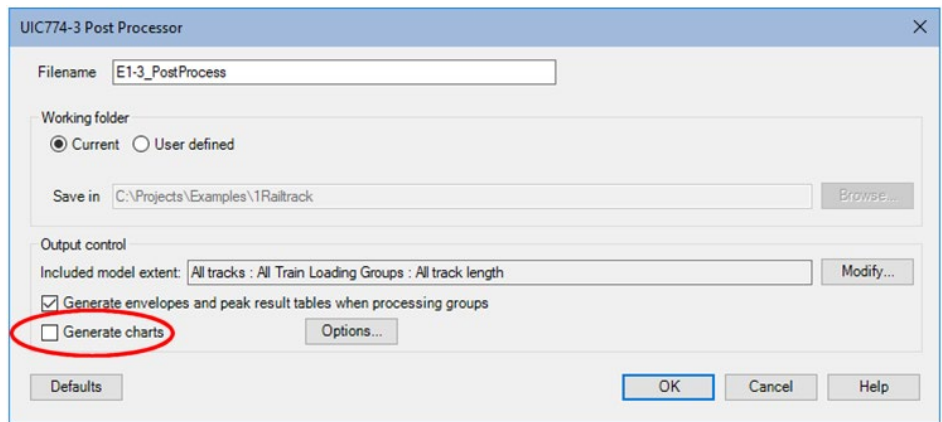 UIC774-3 Post Processor
Filename E1-3_PostProcess
Working folder
Current User defined
Save in C:\Projects\Examples\1Railtrack Browse...
Output control
Included model extent: All tracks : All Train Loading Groups : All track length Modify...
Generate envelopes and peak result tables when processing groups
Generate charts Options...
Defaults OK Cancel Help